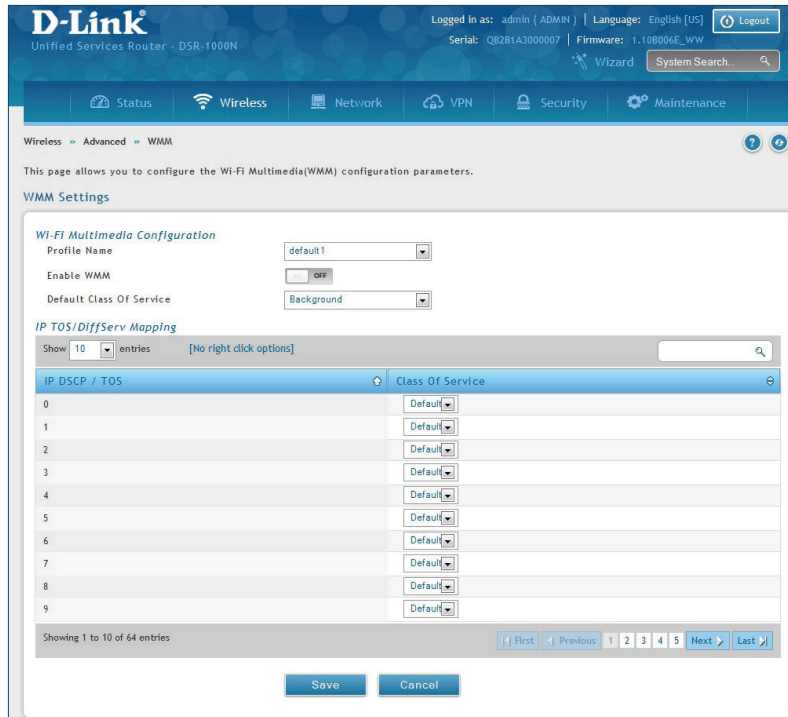 D-Link®
Unified Services Router - DSR-1000N
Logged in as: admin ( ADMIN ) | Language: English [US]
Logout
Serial: QB2B1A3000007 | Firmware: 1.10B006E_WW
Wizard
System Search...
Status
Wireless
Network
VPN
Security
Maintenance
Wireless » Advanced » WMM
?
This page allows you to configure the Wi-Fi Multimedia(WMM) configuration parameters.
WMM Settings
Wi-Fi Multimedia Configuration
Profile Name default1
Enable WMM OFF
Default Class Of Service Background
IP TOS/DiffServ Mapping
Show 10 entries [No right click options]
IP DSCP / TOS Class Of Service
0 Default
1 Default
2 Default
3 Default
4 Default
5 Default
6 Default
7 Default
8 Default
9 Default
Showing 1 to 10 of 64 entries
First Previous 1 2 3 4 5 Next Last
Save Cancel